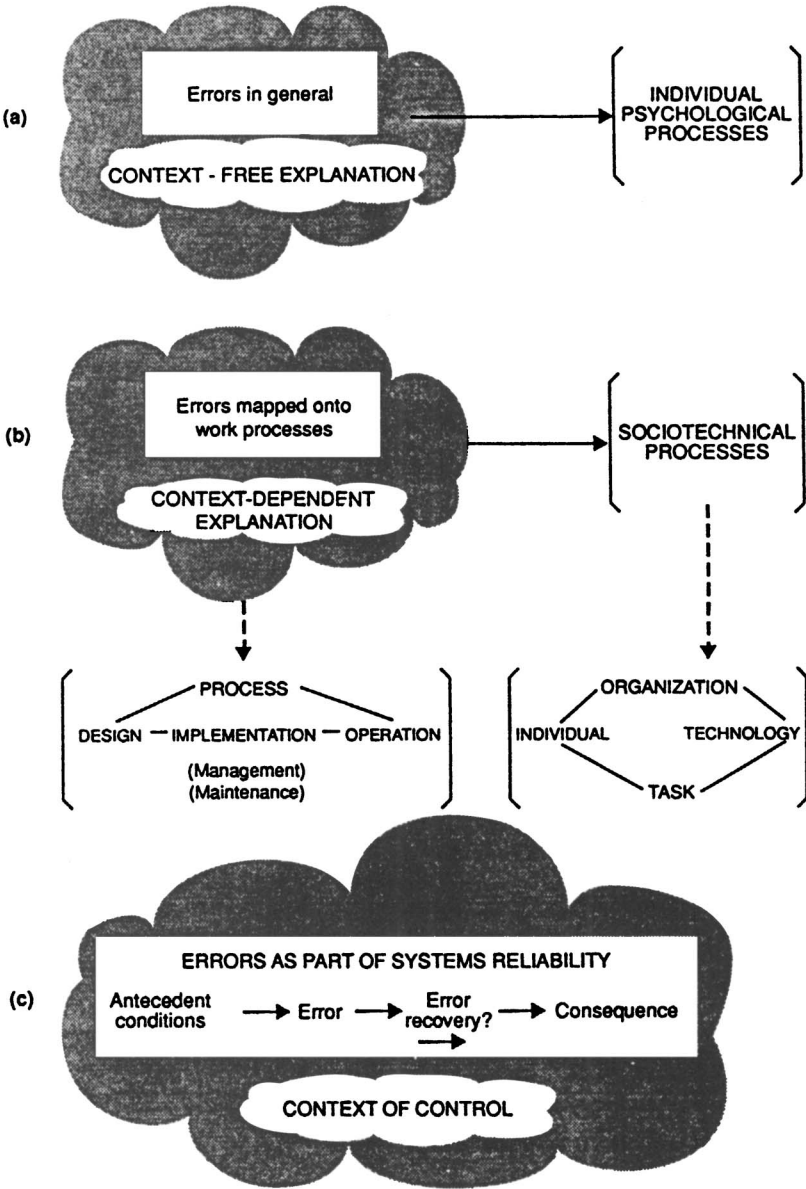 (a)
Errors in general
CONTEXT - FREE EXPLANATION
INDIVIDUAL
PSYCHOLOGICAL
PROCESSES
(b)
Errors mapped onto
work processes
CONTEXT-DEPENDENT
EXPLANATION
SOCIOTECHNICAL
PROCESSES
PROCESS
DESIGN IMPLEMENTATION OPERATION
(Management)
(Maintenance)
ORGANIZATION
INDIVIDUAL TECHNOLOGY
TASK
(c)
ERRORS AS PART OF SYSTEMS RELIABILITY
Antecedent
conditions
Error
Error
recovery?
Consequence
CONTEXT OF CONTROL